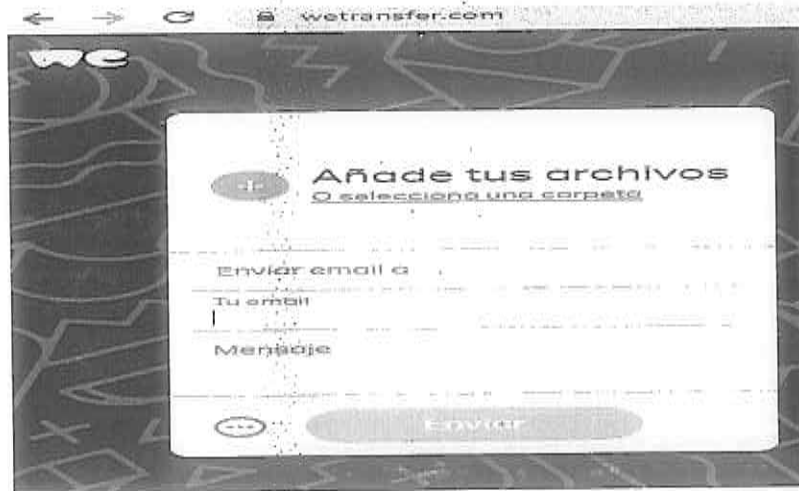 wetransfer.com
we
Añade tus archivos
O selecciona una carpeta
Enviar email a
Tu email
Mensaje
Enviar